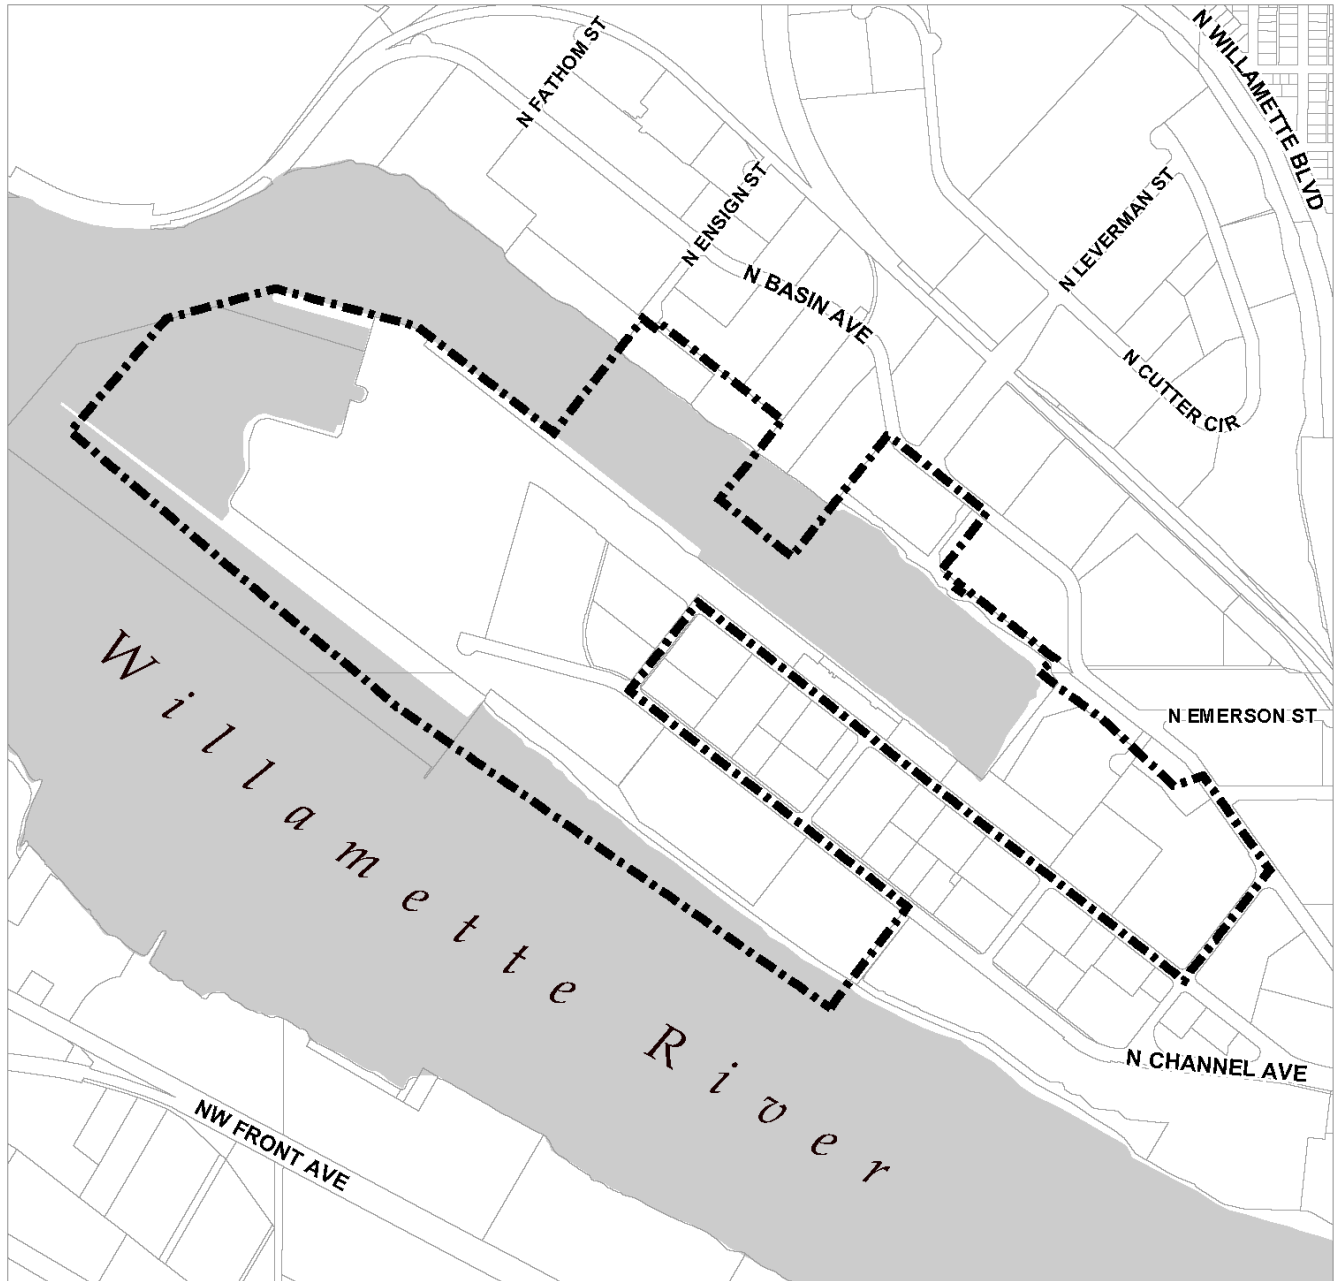 N WILLAMETTE BLVD
N FATHOM ST
N ENSIGN ST
N LEVERMAN ST
N BASIN AVE
N CUTTER CIR
N EMERSON ST
Willamette River
N CHANNEL AVE
NW FRONT AVE